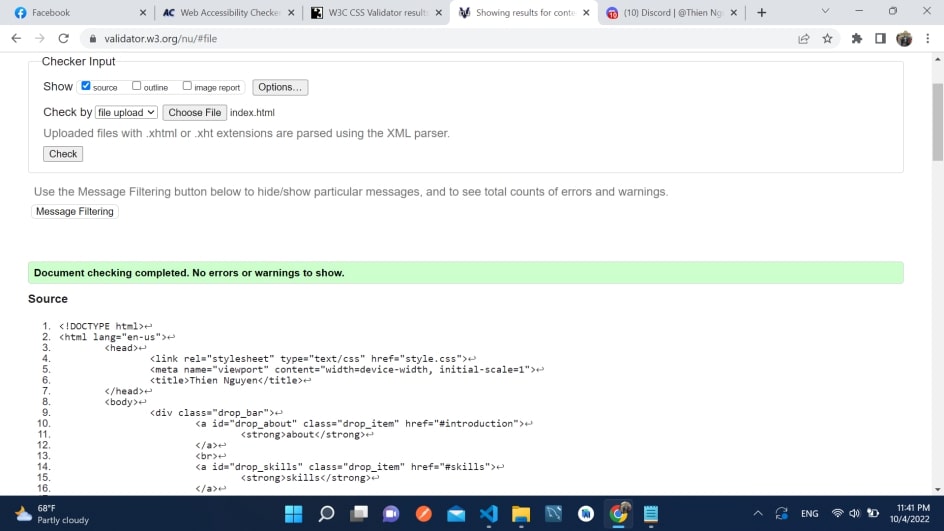 Facebook
Web Accessibility Checker
W3C CSS Validator results
Showing results for conte
(10) Discord | @Thien Ng
validator.w3.org/nu/#file
Checker Input
Show source outline image report Options...
Check by file upload Choose File index.html
Uploaded files with .xhtml or .xht extensions are parsed using the XML parser.
Check
Use the Message Filtering button below to hide/show particular messages, and to see total counts of errors and warnings.
Message Filtering
Document checking completed. No errors or warnings to show.
Source
1. <!DOCTYPE html>↩
2. <html lang="en-us">↩
3. <head>↩
4. <link rel="stylesheet" type="text/css" href="style.css">↩
5. <meta name="viewport" content="width=device-width, initial-scale=1">↩
6. <title>Thien Nguyen</title>↩
7. </head>↩
8. <body>↩
9. <div class="drop_bar">↩
10. <a id="drop_about" class="drop_item" href="#introduction">↩
11. <strong>about</strong>↩
12. </a>↩
13. <br>↩
14. <a id="drop_skills" class="drop_item" href="#skills">↩
15. <strong>skills</strong>↩
16. </a>↩
68°F
Partly cloudy
ENG
11:41 PM
10/4/2022